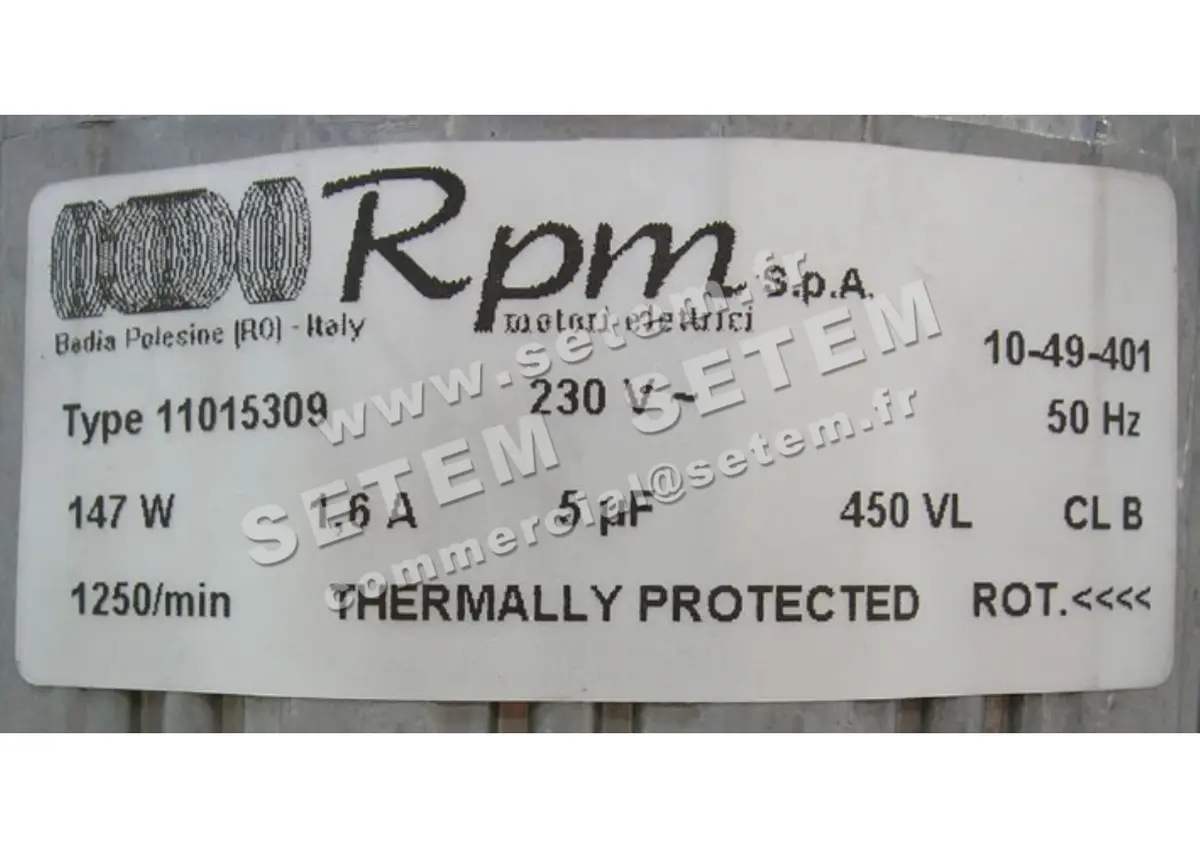 Rpm S.p.A.
motori elettrici
Badia Polesine (RO) - Italy
10-49-401
Type 11015309 230 V ~ 50 Hz
147 W 1,6 A 5 µF 450 VL CL B
1250/min THERMALLY PROTECTED ROT.<<<<
www.setem.fr
SETEM SETEM
commercial@setem.fr